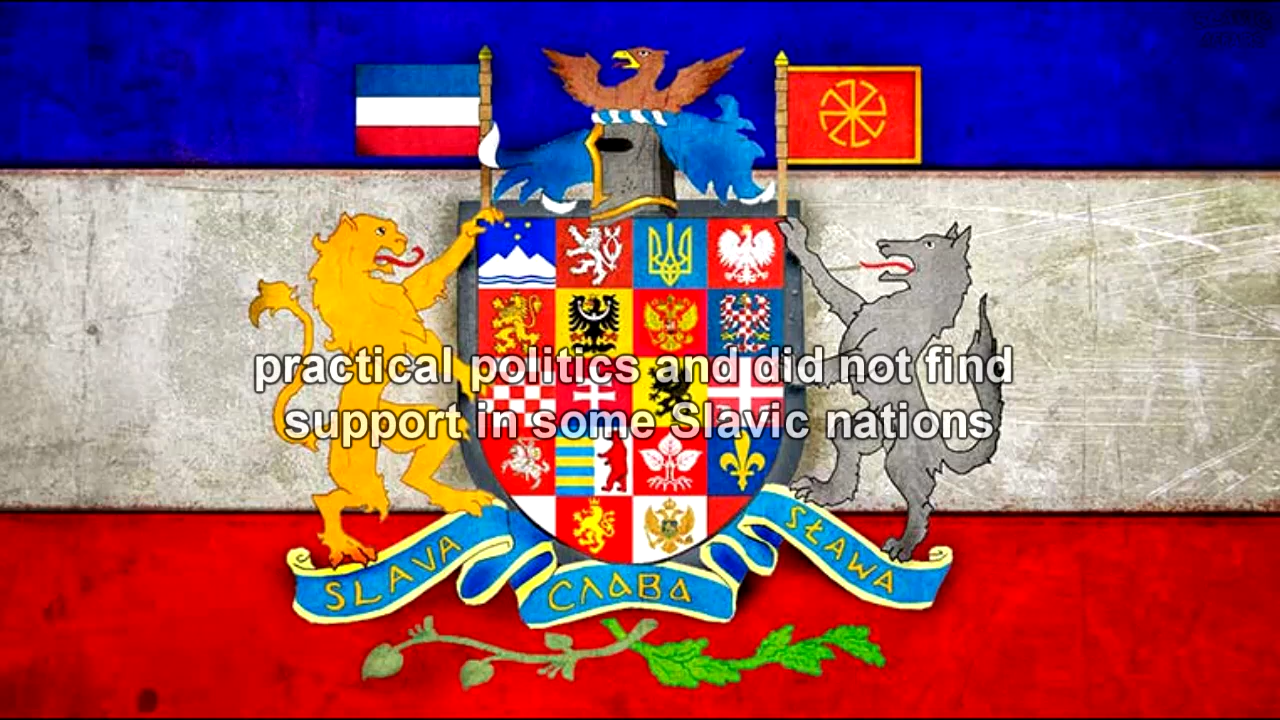 practical politics and did not find
support in some Slavic nations
SLAVA
СЛАВА
SŁAWA